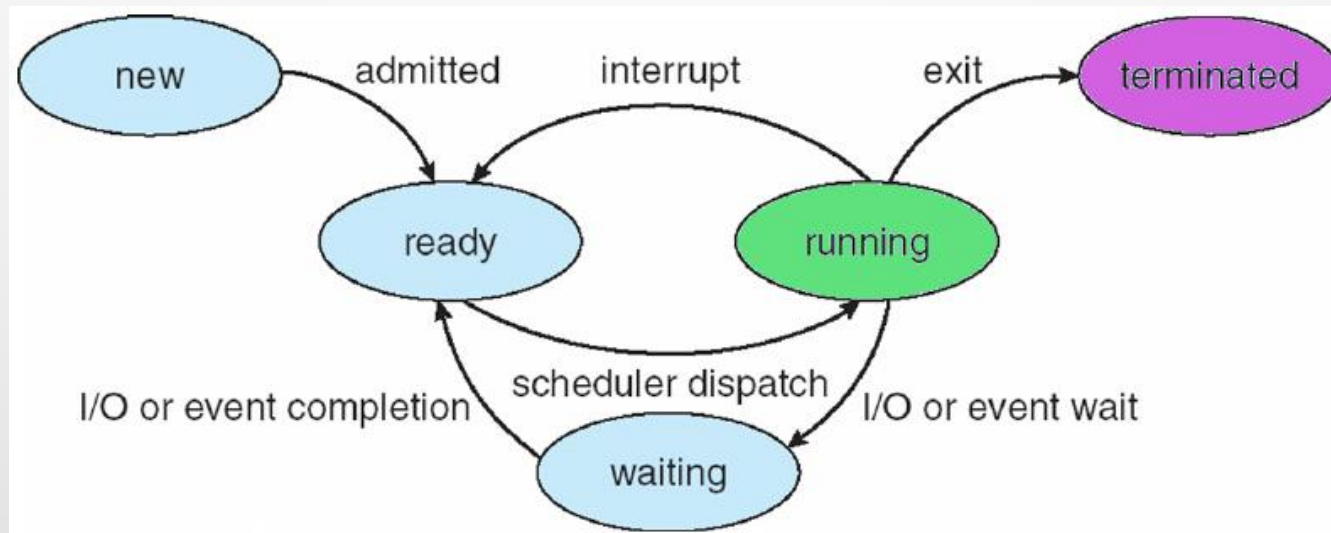 new
admitted
interrupt
exit
terminated
ready
running
scheduler dispatch
I/O or event completion
I/O or event wait
waiting